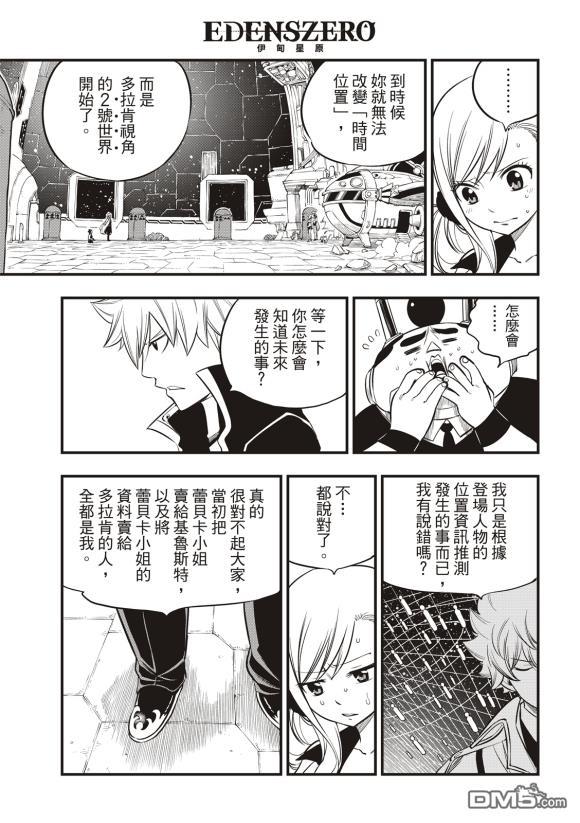 EDENSZERO
伊甸星原
………
到時候
妳就無法
改變「時間
位置」，
而是
多拉肯視角
的２號世界
開始了。
怎麼會
……
等一下，
你怎麼會
知道未來
發生的事？
我只是根據
登場人物的
位置資訊推測
發生的事而已，
我有說錯嗎？
不…
都說對了。
真的
很對不起大家，
當初把
蕾貝卡小姐
賣給基魯斯特，
以及將
蕾貝卡小姐的
資料賣給
多拉肯的人，
全都是我。
DM5.com